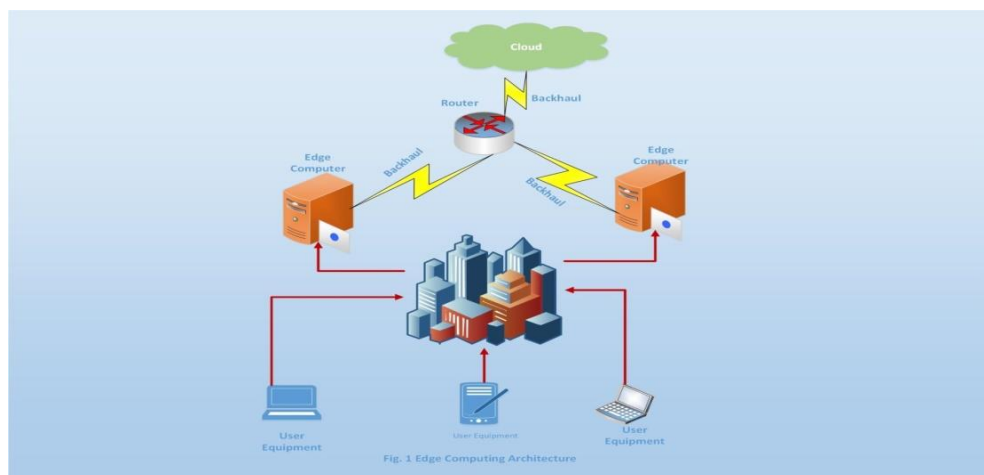 Cloud
Backhaul
Router
Edge
Computer
Edge
Computer
Backhaul
Backhaul
User
Equipment
User Equipment
User
Equipment
Fig. 1 Edge Computing Architecture